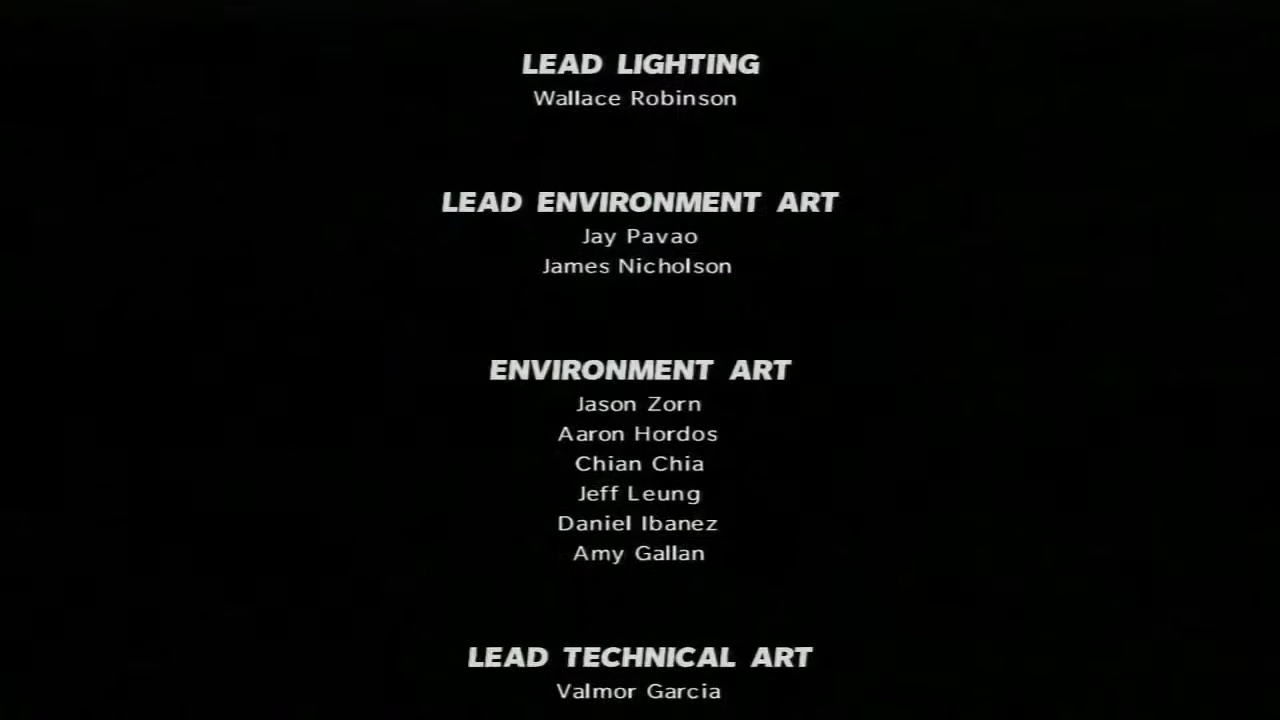 LEAD LIGHTING
Wallace Robinson
LEAD ENVIRONMENT ART
Jay Pavao
James Nicholson
ENVIRONMENT ART
Jason Zorn
Aaron Hordos
Chian Chia
Jeff Leung
Daniel Ibanez
Amy Gallan
LEAD TECHNICAL ART
Valmor Garcia